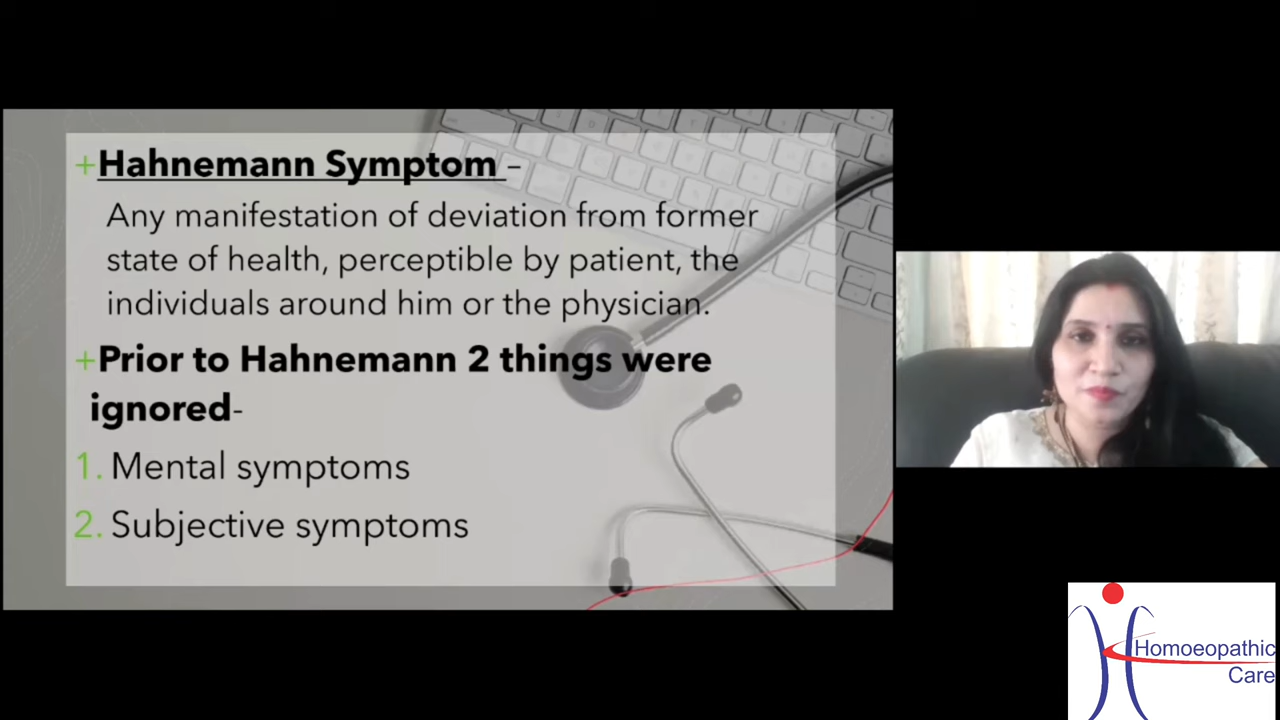 +Hahnemann Symptom –
Any manifestation of deviation from former
state of health, perceptible by patient, the
individuals around him or the physician.
+Prior to Hahnemann 2 things were
ignored-
1. Mental symptoms
2. Subjective symptoms
Homoeopathic
Care